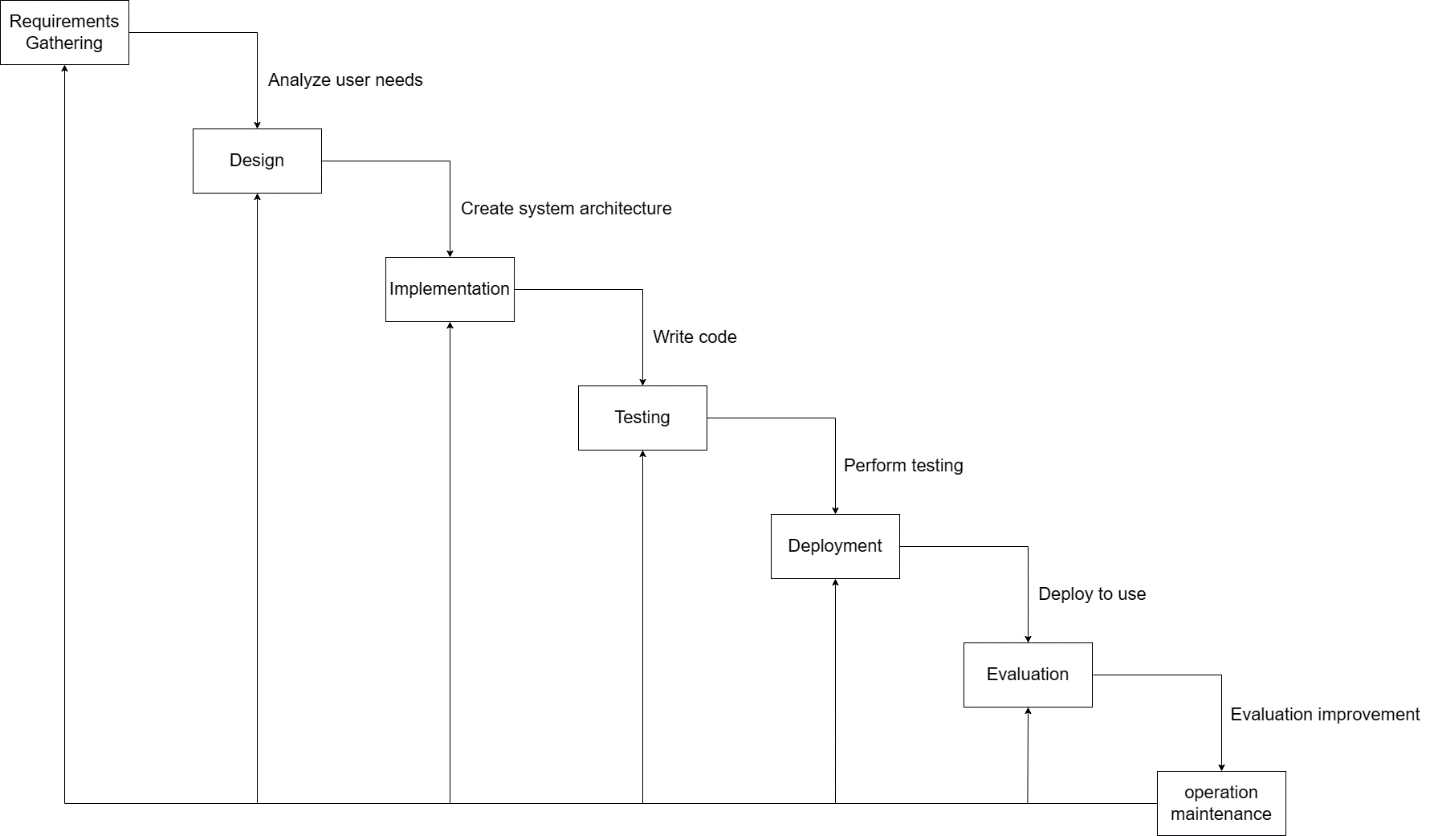 Requirements
Gathering
Analyze user needs
Design
Create system architecture
Implementation
Write code
Testing
Perform testing
Deployment
Deploy to use
Evaluation
Evaluation improvement
operation
maintenance